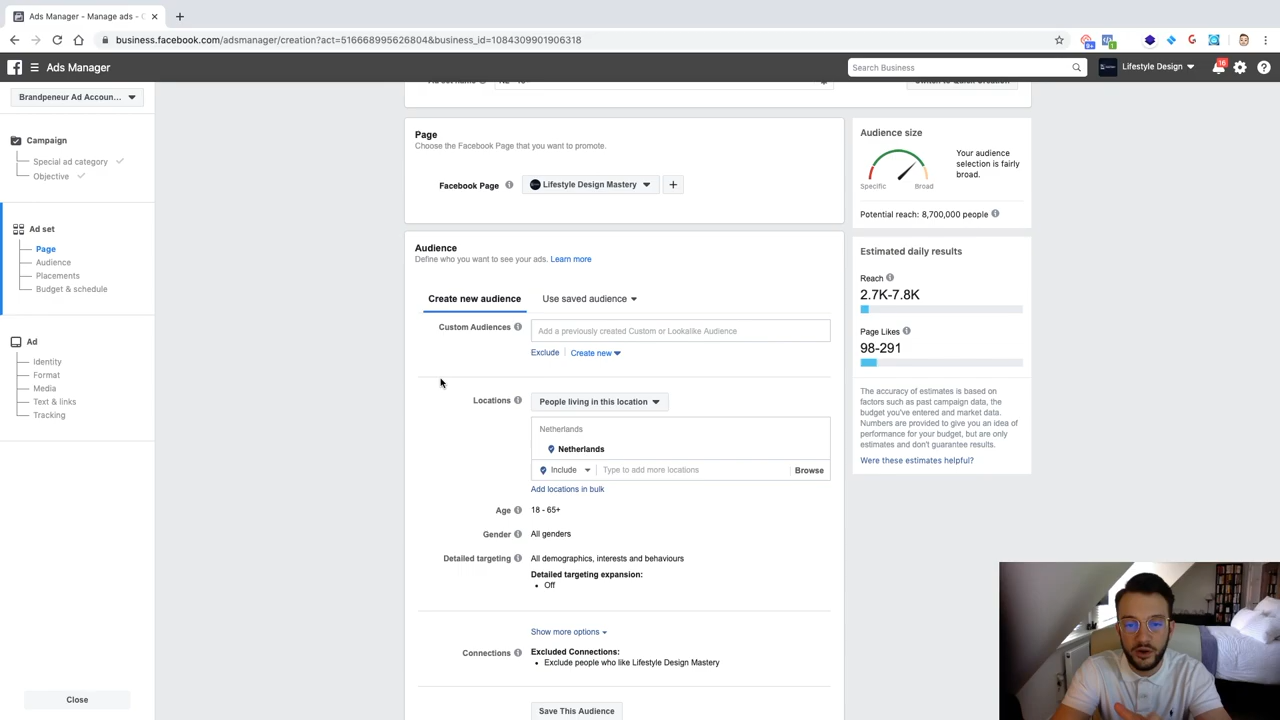 Ads Manager - Manage ads - C
business.facebook.com/adsmanager/creation?act=516668995626804&business_id=1084309901906318
Ads Manager
Search Business
Lifestyle Design
16
Brandpeneur Ad Accoun...
Campaign
Special ad category
Objective
Ad set
Page
Audience
Placements
Budget & schedule
Ad
Identity
Format
Media
Text & links
Tracking
Close
Page
Choose the Facebook Page that you want to promote.
Facebook Page
Lifestyle Design Mastery
Audience
Define who you want to see your ads. Learn more
Create new audience
Use saved audience
Custom Audiences
Add a previously created Custom or Lookalike Audience
Exclude
Create new
Locations
People living in this location
Netherlands
Netherlands
Include
Type to add more locations
Browse
Add locations in bulk
Age
18 - 65+
Gender
All genders
Detailed targeting
All demographics, interests and behaviours
Detailed targeting expansion:
• Off
Show more options
Connections
Excluded Connections:
• Exclude people who like Lifestyle Design Mastery
Save This Audience
Audience size
Specific
Broad
Your audience
selection is fairly
broad.
Potential reach: 8,700,000 people
Estimated daily results
Reach
2.7K-7.8K
Page Likes
98-291
The accuracy of estimates is based on
factors such as past campaign data, the
budget you've entered and market data.
Numbers are provided to give you an idea of
performance for your budget, but are only
estimates and don't guarantee results.
Were these estimates helpful?